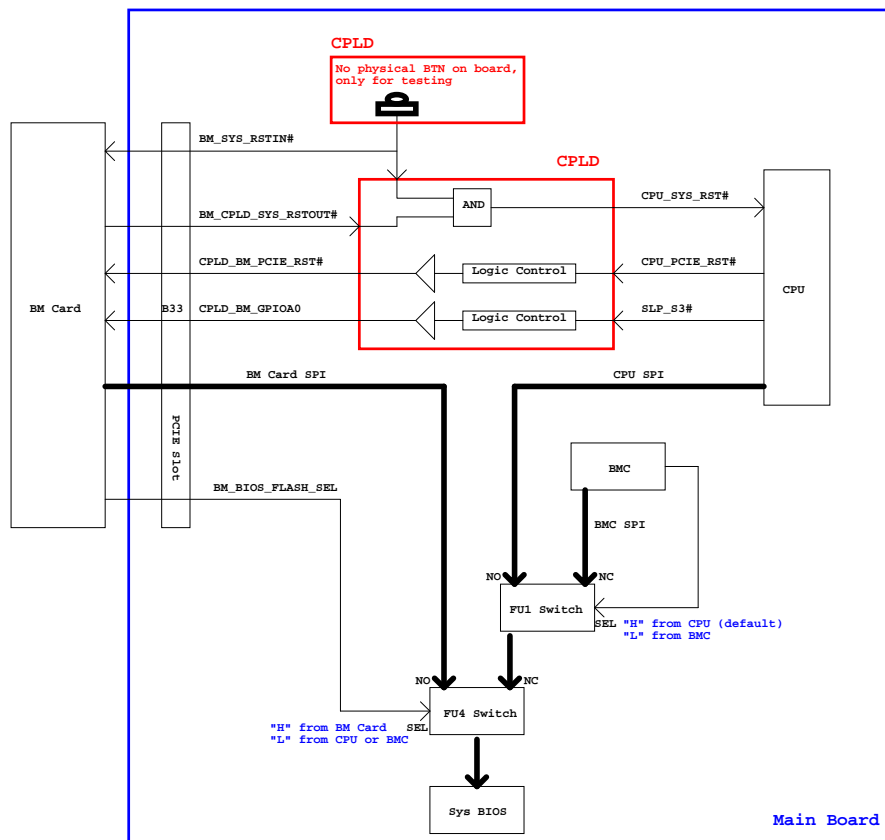 CPLD
No physical BTN on board,
only for testing
BM_SYS_RSTIN#
CPLD
AND
CPU_SYS_RST#
BM_CPLD_SYS_RSTOUT#
CPLD_BM_PCIE_RST#
Logic Control
CPU_PCIE_RST#
BM Card
B33
CPLD_BM_GPIOA0
Logic Control
SLP_S3#
CPU
BM Card SPI
CPU SPI
PCIE Slot
BMC
BM_BIOS_FLASH_SEL
BMC SPI
NO
NC
FU1 Switch
SEL
"H" from CPU (default)
"L" from BMC
NO
NC
FU4 Switch
SEL
"H" from BM Card
"L" from CPU or BMC
Sys BIOS
Main Board